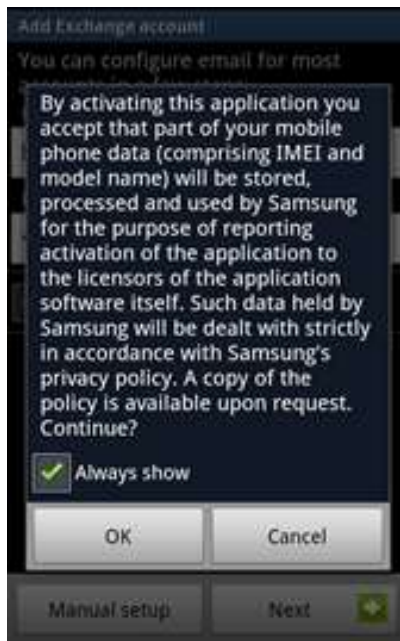 Add Exchange account
You can configure email for most
By activating this application you
accept that part of your mobile
phone data (comprising IMEI and
model name) will be stored,
processed and used by Samsung
for the purpose of reporting
activation of the application to
the licensors of the application
software itself. Such data held by
Samsung will be dealt with strictly
in accordance with Samsung's
privacy policy. A copy of the
policy is available upon request.
Continue?
Always show
OK Cancel
Manual setup Next